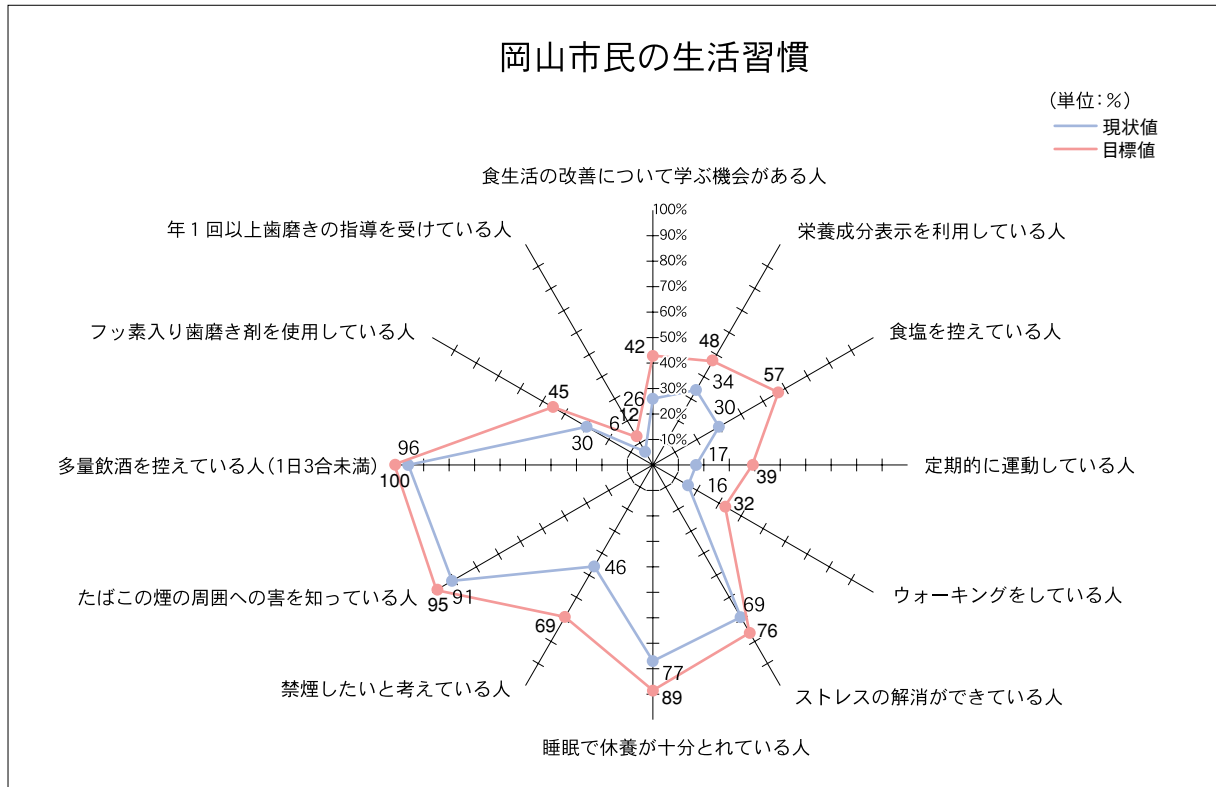 岡山市民の生活習慣
(単位:%)
現状値
目標値
食生活の改善について学ぶ機会がある人
100%
90%
80%
70%
60%
50%
40%
30%
20%
10%
年1回以上歯磨きの指導を受けている人
栄養成分表示を利用している人
フッ素入り歯磨き剤を使用している人
食塩を控えている人
42
48
34
57
45
26
12
6
30
30
多量飲酒を控えている人(1日3合未満)
96
100
17
39
定期的に運動している人
16
32
たばこの煙の周囲への害を知っている人
95
91
46
69
ウォーキングをしている人
69
76
禁煙したいと考えている人
77
89
ストレスの解消ができている人
睡眠で休養が十分とれている人